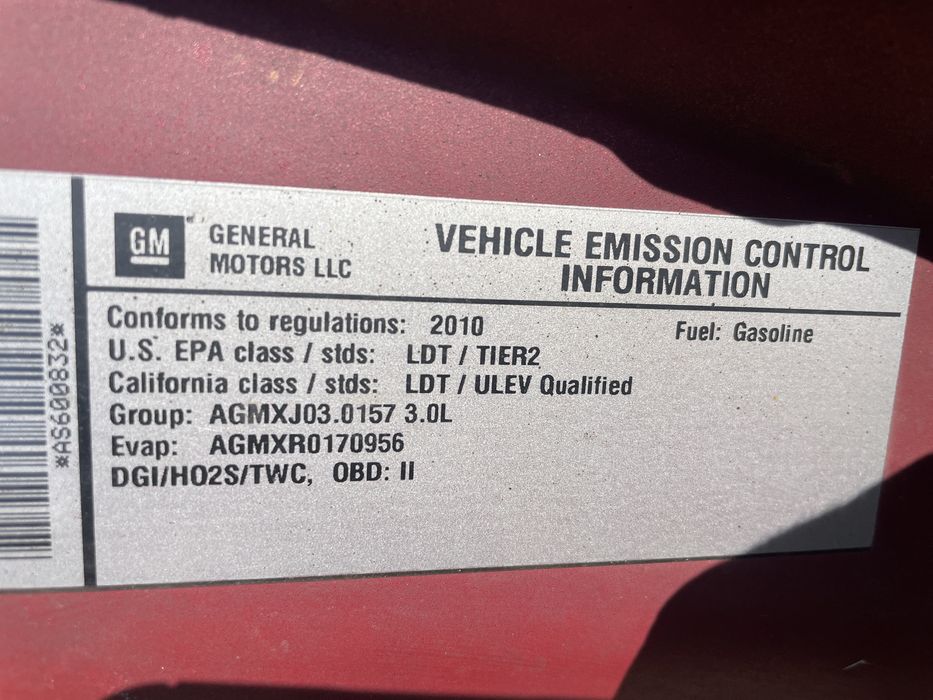 GM
GENERAL
MOTORS LLC
VEHICLE EMISSION CONTROL
INFORMATION
Conforms to regulations: 2010
Fuel: Gasoline
U.S. EPA class / stds: LDT / TIER2
California class / stds: LDT / ULEV Qualified
Group: AGMXJ03.0157 3.0L
Evap: AGMXR0170956
DGI/HO2S/TWC, OBD: II
*AS600832*